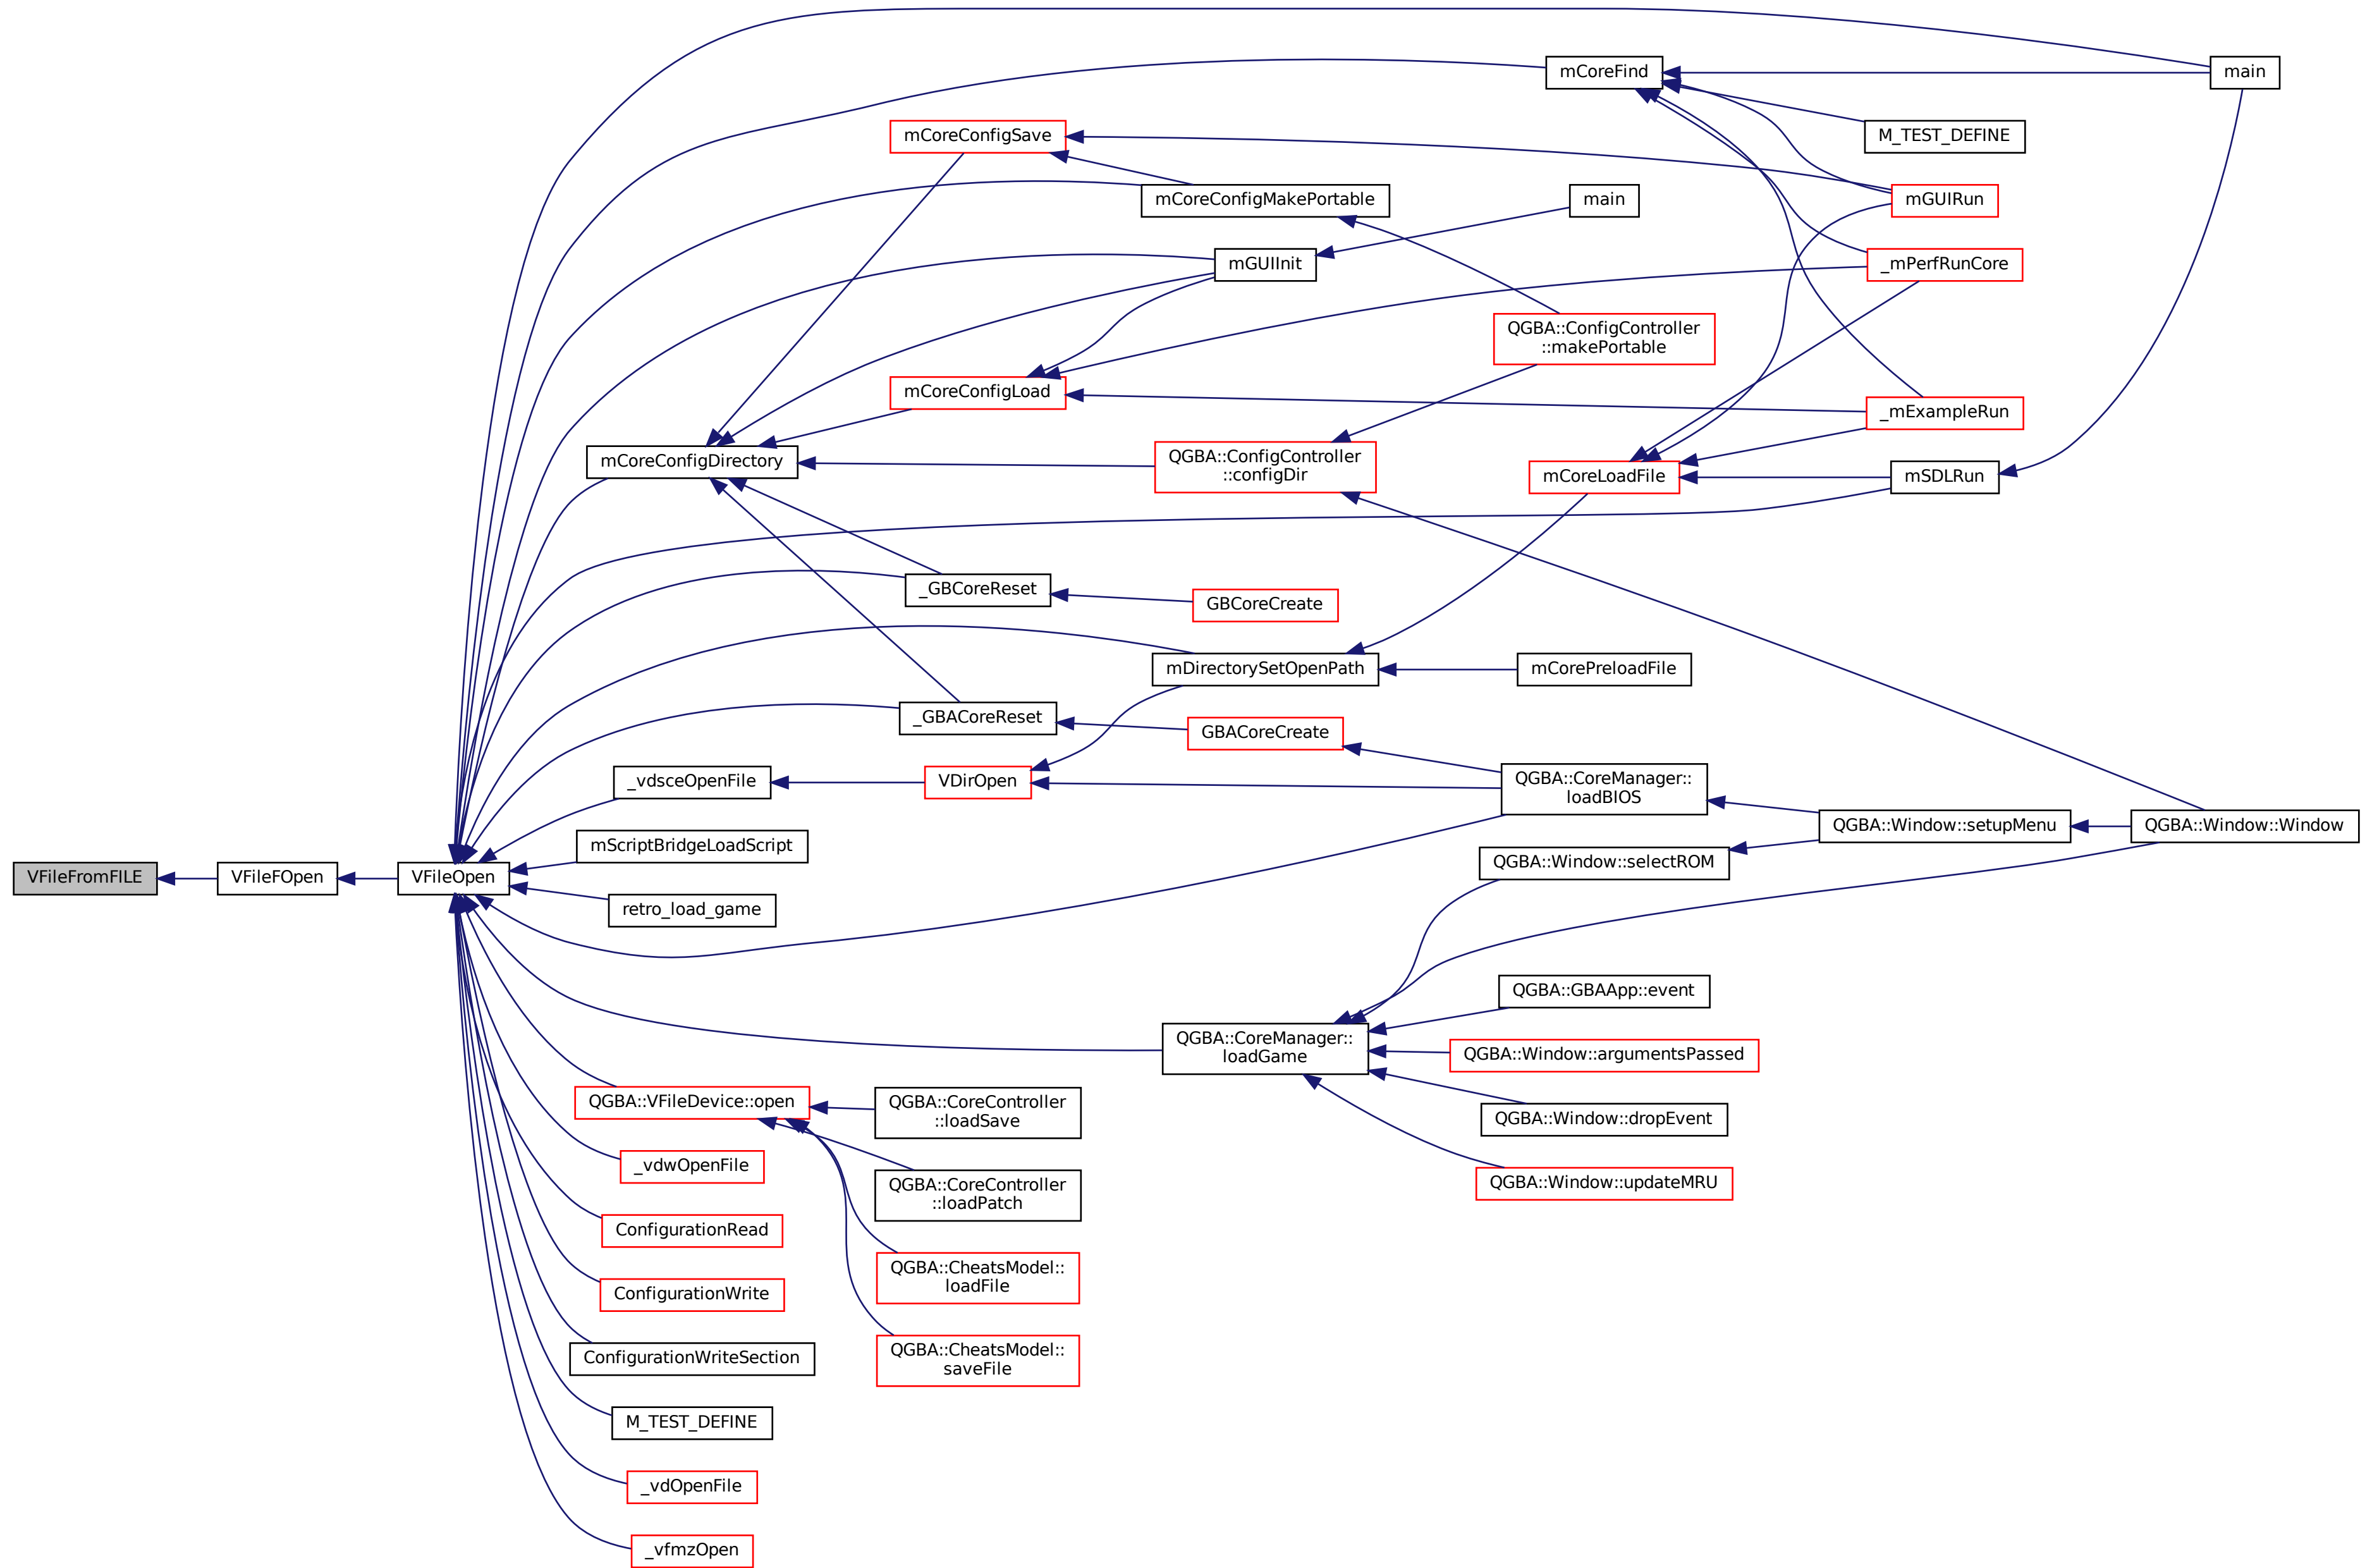 main
mCoreFind
mCoreConfigSave
M_TEST_DEFINE
mCoreConfigMakePortable
main
mGUIRun
mGUIInit
_mPerfRunCore
QGBA::ConfigController
::makePortable
mCoreConfigLoad
_mExampleRun
mCoreConfigDirectory
QGBA::ConfigController
::configDir
mCoreLoadFile
mSDLRun
_GBCoreReset
GBCoreCreate
mDirectorySetOpenPath
mCorePreloadFile
_GBACoreReset
GBACoreCreate
_vdsceOpenFile
VDirOpen
QGBA::CoreManager::
loadBIOS
QGBA::Window::setupMenu
QGBA::Window::Window
mScriptBridgeLoadScript
QGBA::Window::selectROM
VFileFromFILE
VFileFOpen
VFileOpen
retro_load_game
QGBA::GBAApp::event
QGBA::CoreManager::
loadGame
QGBA::Window::argumentsPassed
QGBA::VFileDevice::open
QGBA::CoreController
::loadSave
QGBA::Window::dropEvent
_vdwOpenFile
QGBA::CoreController
::loadPatch
QGBA::Window::updateMRU
ConfigurationRead
QGBA::CheatsModel::
loadFile
ConfigurationWrite
ConfigurationWriteSection
QGBA::CheatsModel::
saveFile
M_TEST_DEFINE
_vdOpenFile
_vfmzOpen